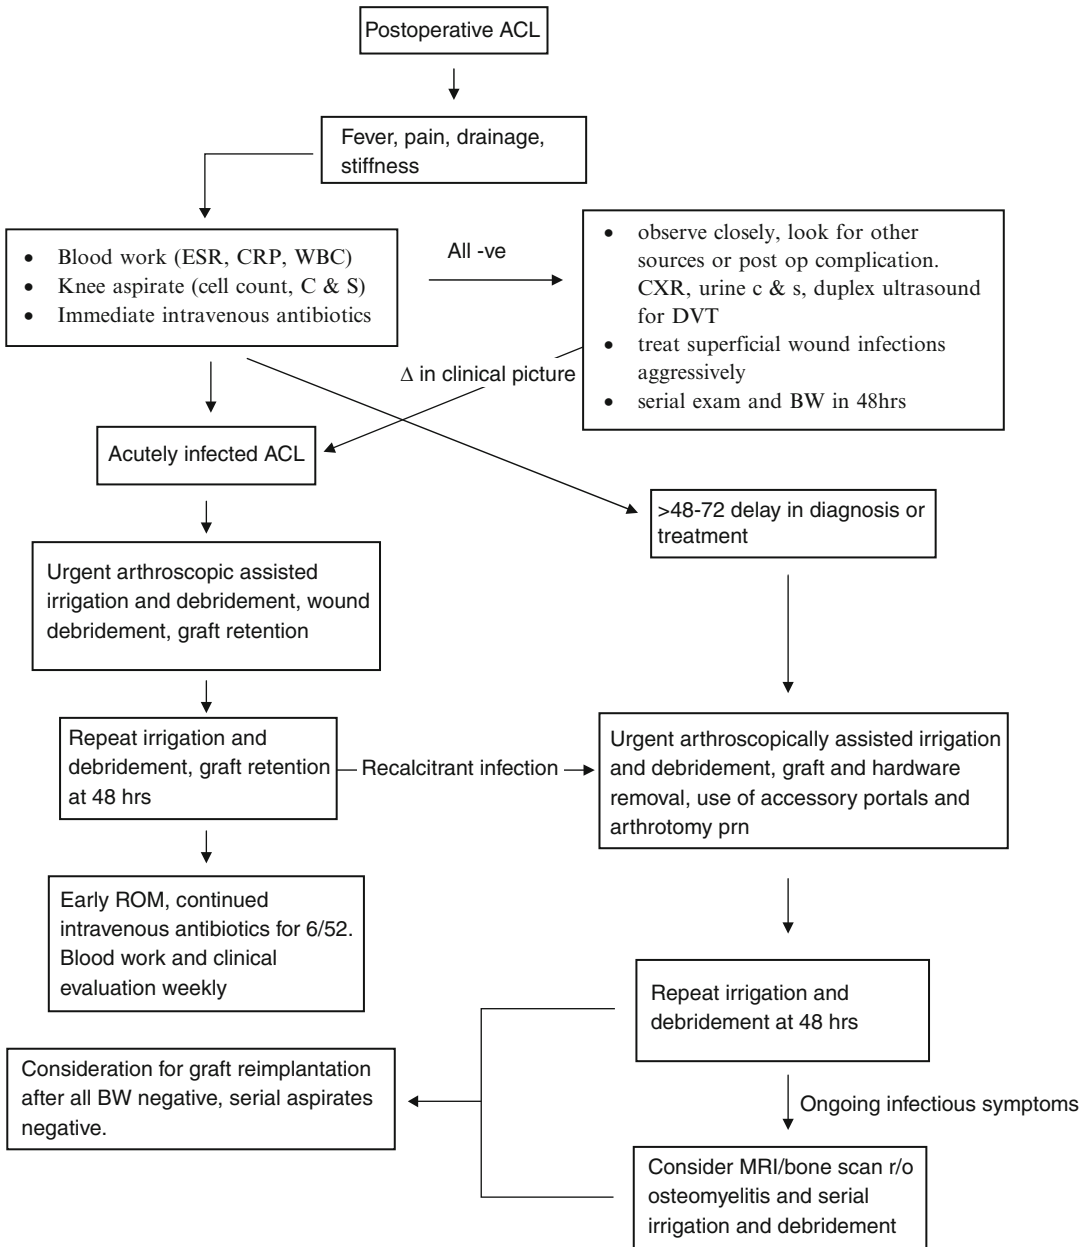 Postoperative ACL
Fever, pain, drainage,
stiffness
• Blood work (ESR, CRP, WBC)
• Knee aspirate (cell count, C & S)
• Immediate intravenous antibiotics
All -ve
• observe closely, look for other
sources or post op complication.
CXR, urine c & s, duplex ultrasound
for DVT
• treat superficial wound infections
aggressively
• serial exam and BW in 48hrs
Δ in clinical picture
Acutely infected ACL
>48-72 delay in diagnosis or
treatment
Urgent arthroscopic assisted
irrigation and debridement, wound
debridement, graft retention
Repeat irrigation and
debridement, graft retention
at 48 hrs
Recalcitrant infection
Urgent arthroscopically assisted irrigation
and debridement, graft and hardware
removal, use of accessory portals and
arthrotomy prn
Early ROM, continued
intravenous antibiotics for 6/52.
Blood work and clinical
evaluation weekly
Repeat irrigation and
debridement at 48 hrs
Consideration for graft reimplantation
after all BW negative, serial aspirates
negative.
Ongoing infectious symptoms
Consider MRI/bone scan r/o
osteomyelitis and serial
irrigation and debridement